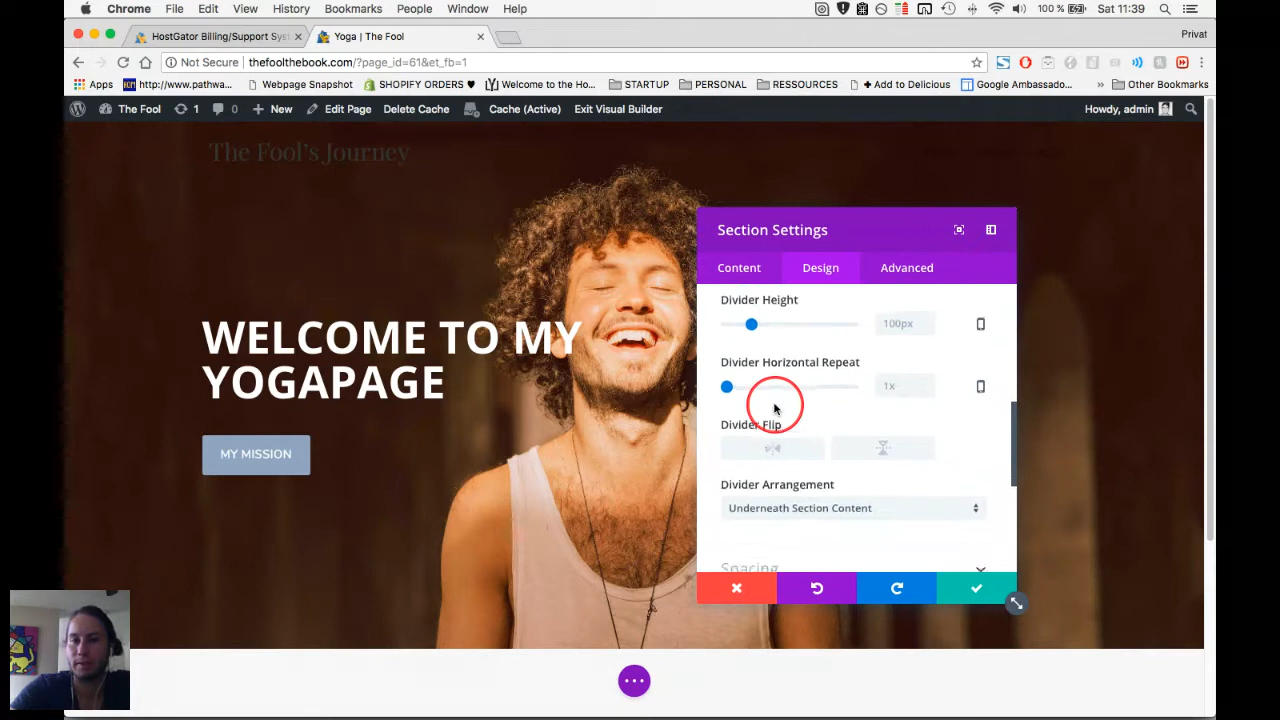 Chrome File Edit View History Bookmarks People Window Help 100 % Sat 11:39
HostGator Billing/Support Sys
Yoga | The Fool
Privat
Not Secure thefoolthebook.com/?page_id=61&et_fb=1
Apps http://www.pathwa... Webpage Snapshot SHOPIFY ORDERS ♥ Welcome to the Ho... STARTUP PERSONAL RESSOURCES + Add to Delicious Google Ambassado... » Other Bookmarks
The Fool 1 0 + New Edit Page Delete Cache Cache (Active) Exit Visual Builder Howdy, admin
The Fool's Journey
WELCOME TO MY
YOGAPAGE
MY MISSION
Section Settings
Content Design Advanced
Divider Height
100px
Divider Horizontal Repeat
1x
Divider Flip
Divider Arrangement
Underneath Section Content
Spacing